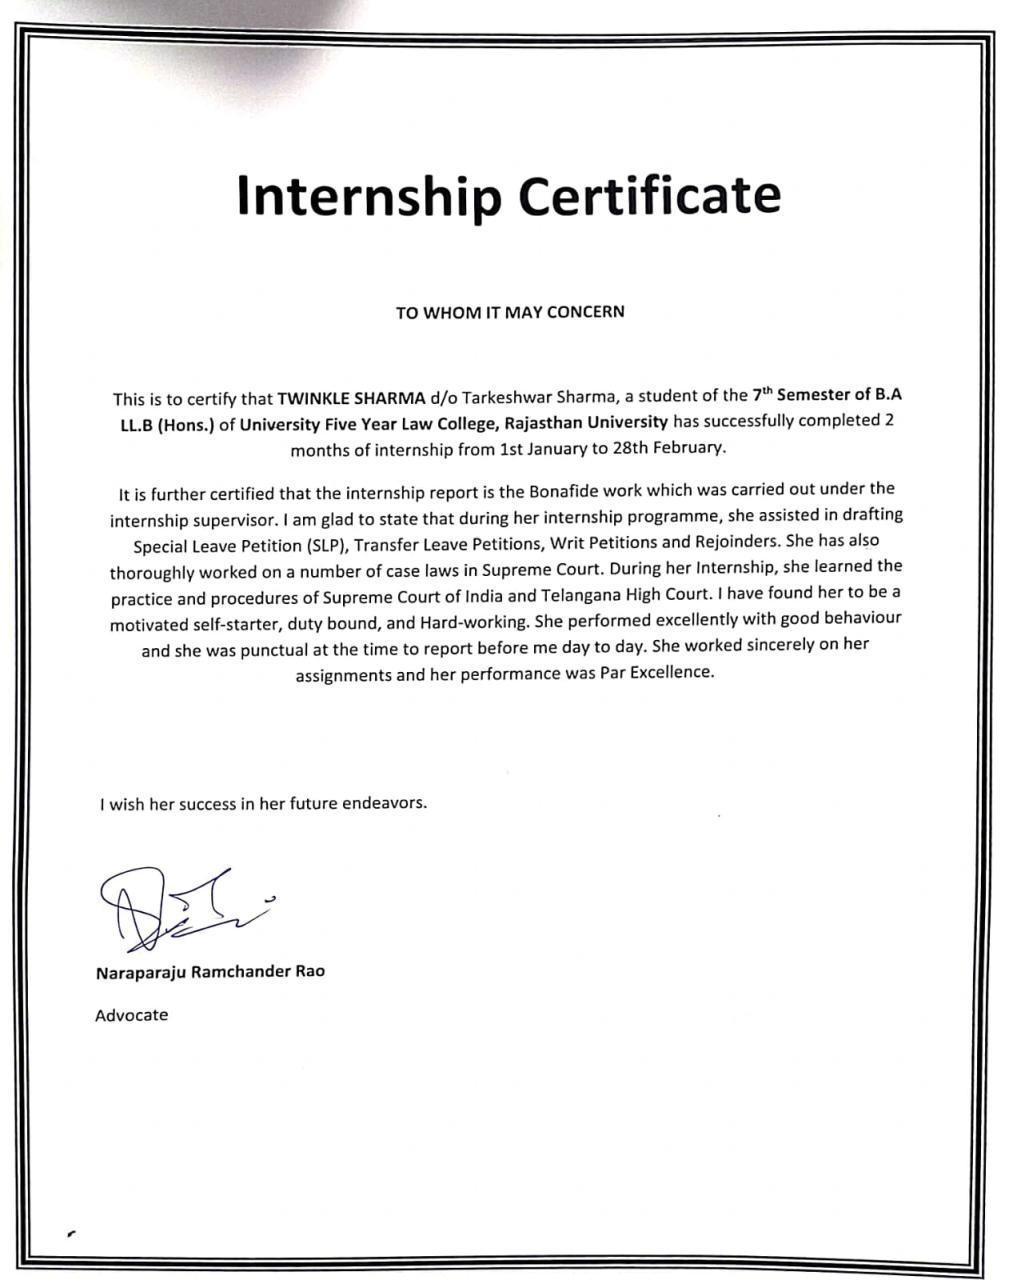 Internship Certificate
TO WHOM IT MAY CONCERN
This is to certify that TWINKLE SHARMA d/o Tarkeshwar Sharma, a student of the 7th Semester of B.A
LL.B (Hons.) of University Five Year Law College, Rajasthan University has successfully completed 2
months of internship from 1st January to 28th February.
It is further certified that the internship report is the Bonafide work which was carried out under the
internship supervisor. I am glad to state that during her internship programme, she assisted in drafting
Special Leave Petition (SLP), Transfer Leave Petitions, Writ Petitions and Rejoinders. She has also
thoroughly worked on a number of case laws in Supreme Court. During her Internship, she learned the
practice and procedures of Supreme Court of India and Telangana High Court. I have found her to be a
motivated self-starter, duty bound, and Hard-working. She performed excellently with good behaviour
and she was punctual at the time to report before me day to day. She worked sincerely on her
assignments and her performance was Par Excellence.
I wish her success in her future endeavors.
Naraparaju Ramchander Rao
Advocate